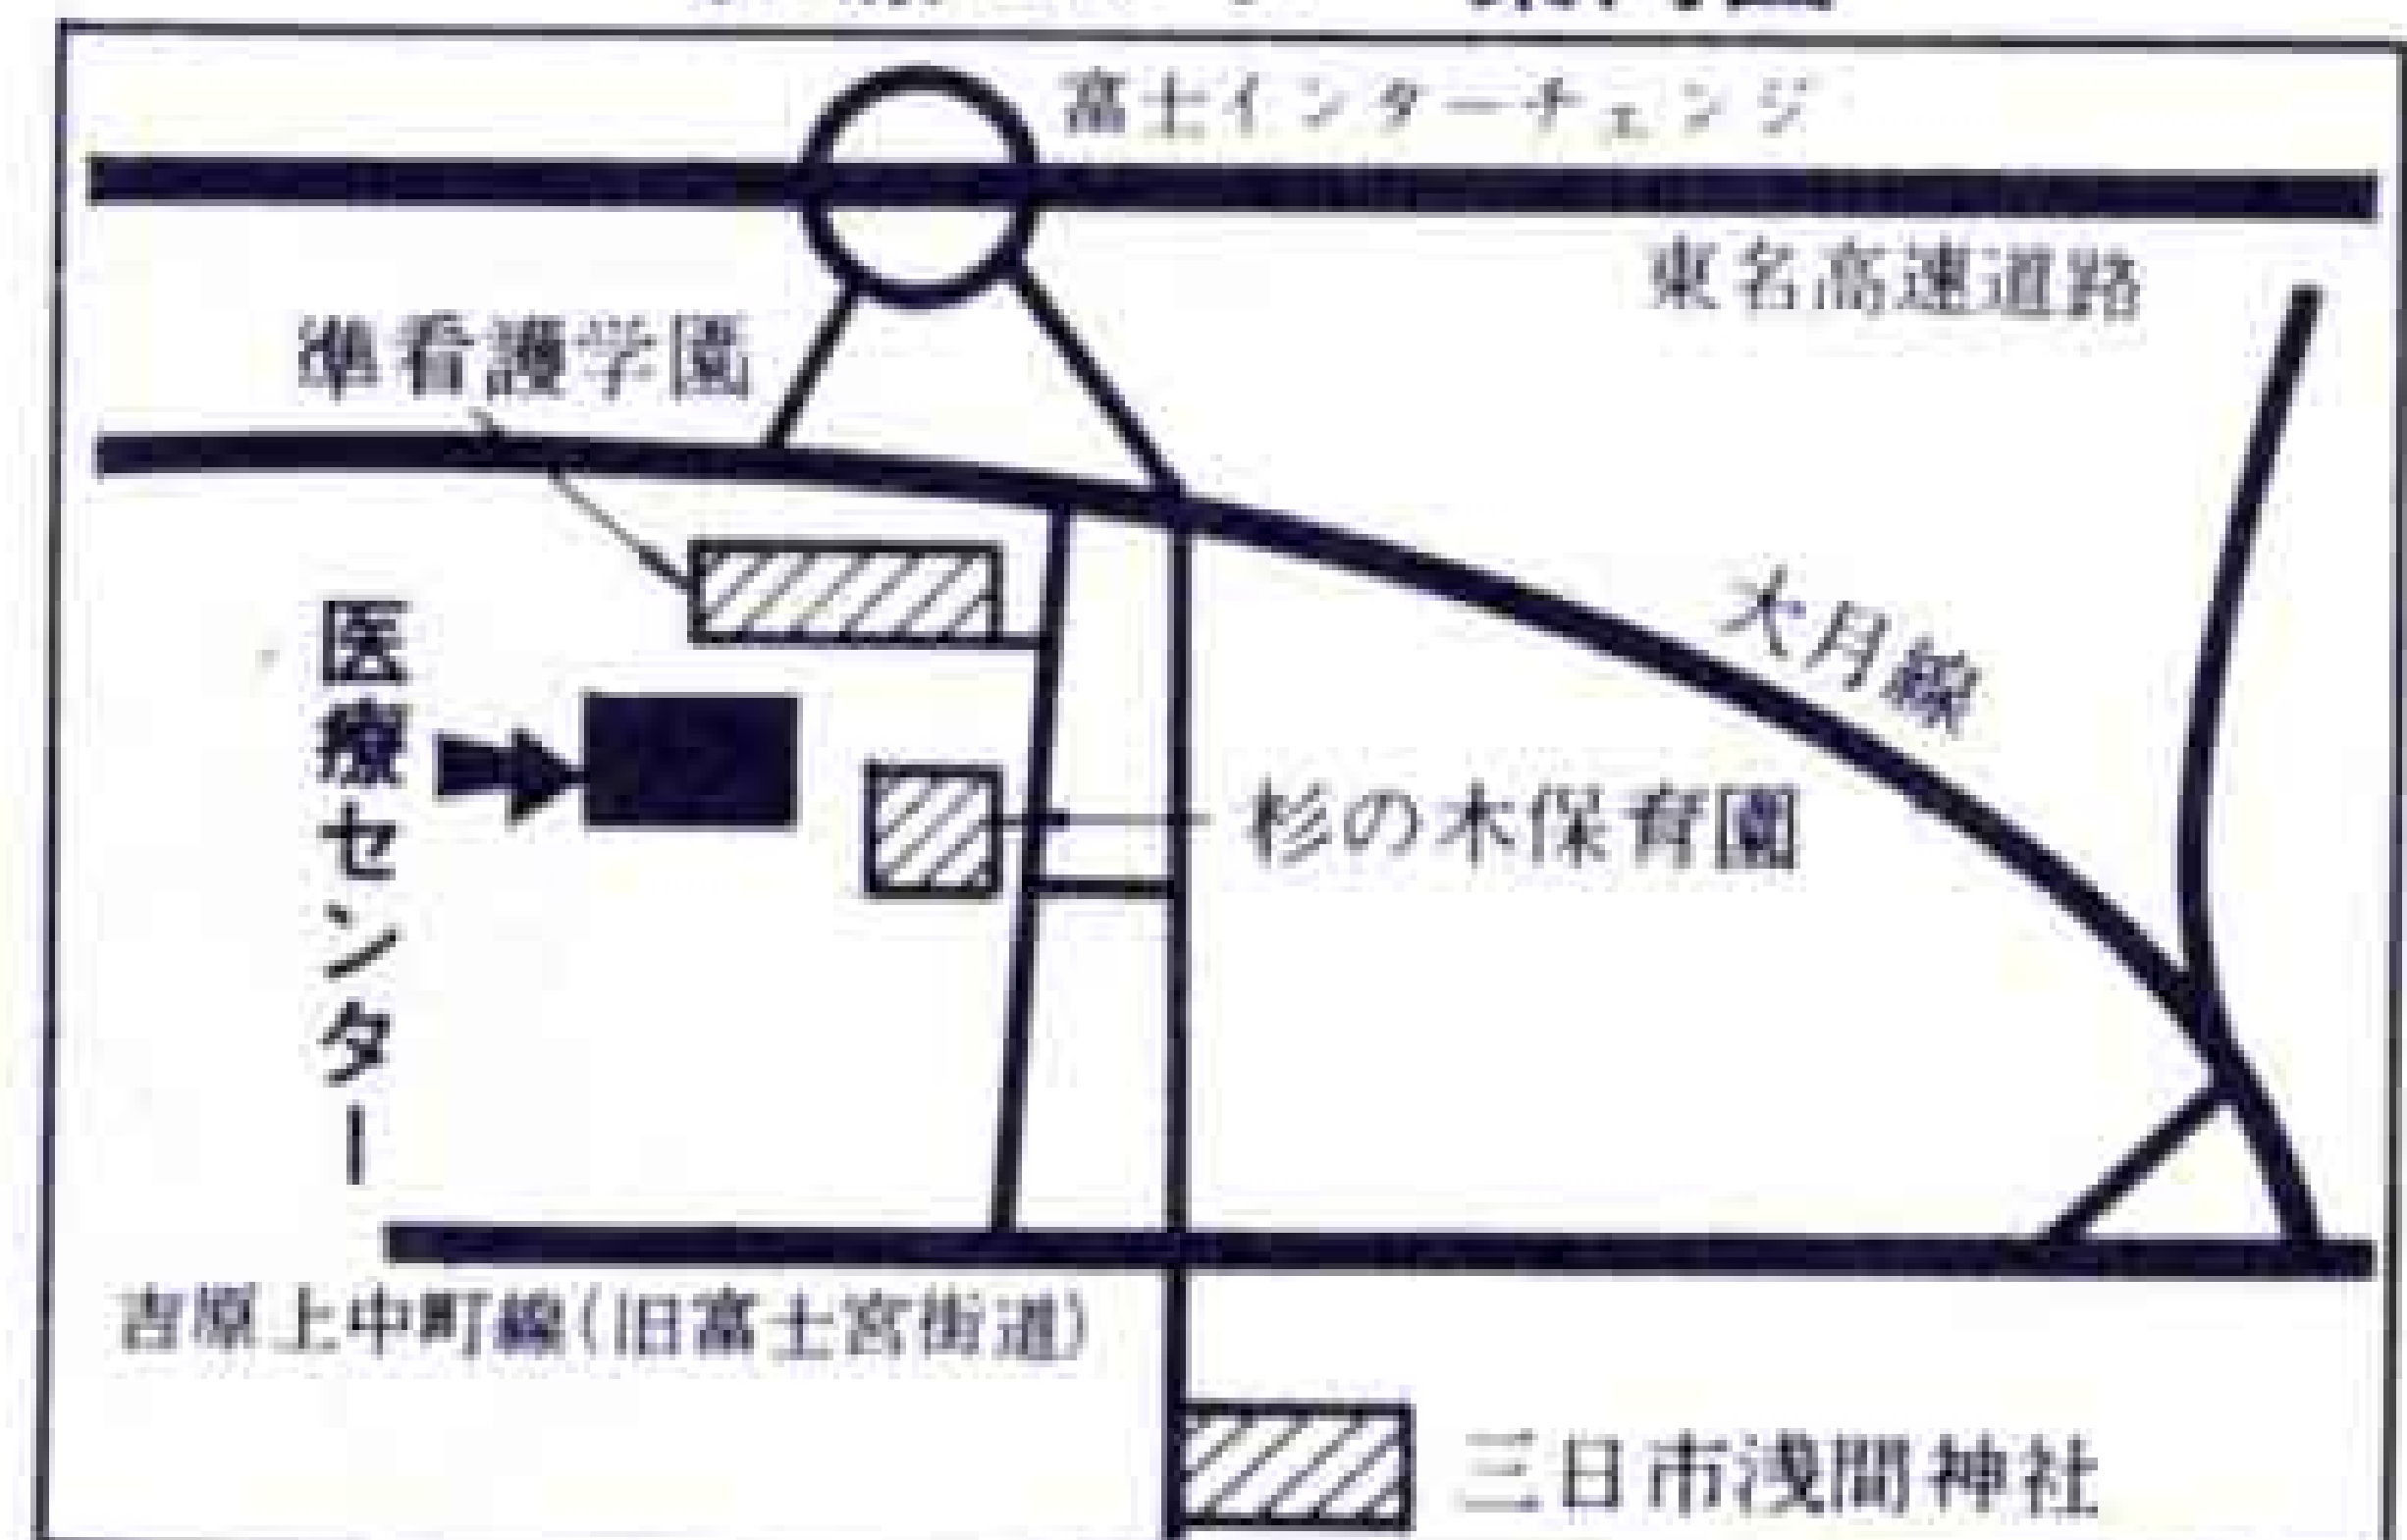 富士インターチェンジ
東名高速道路
準看護学園
大月線
医療センター
杉の木保育園
吉原上中町線(旧富士宮街道)
三日市浅間神社